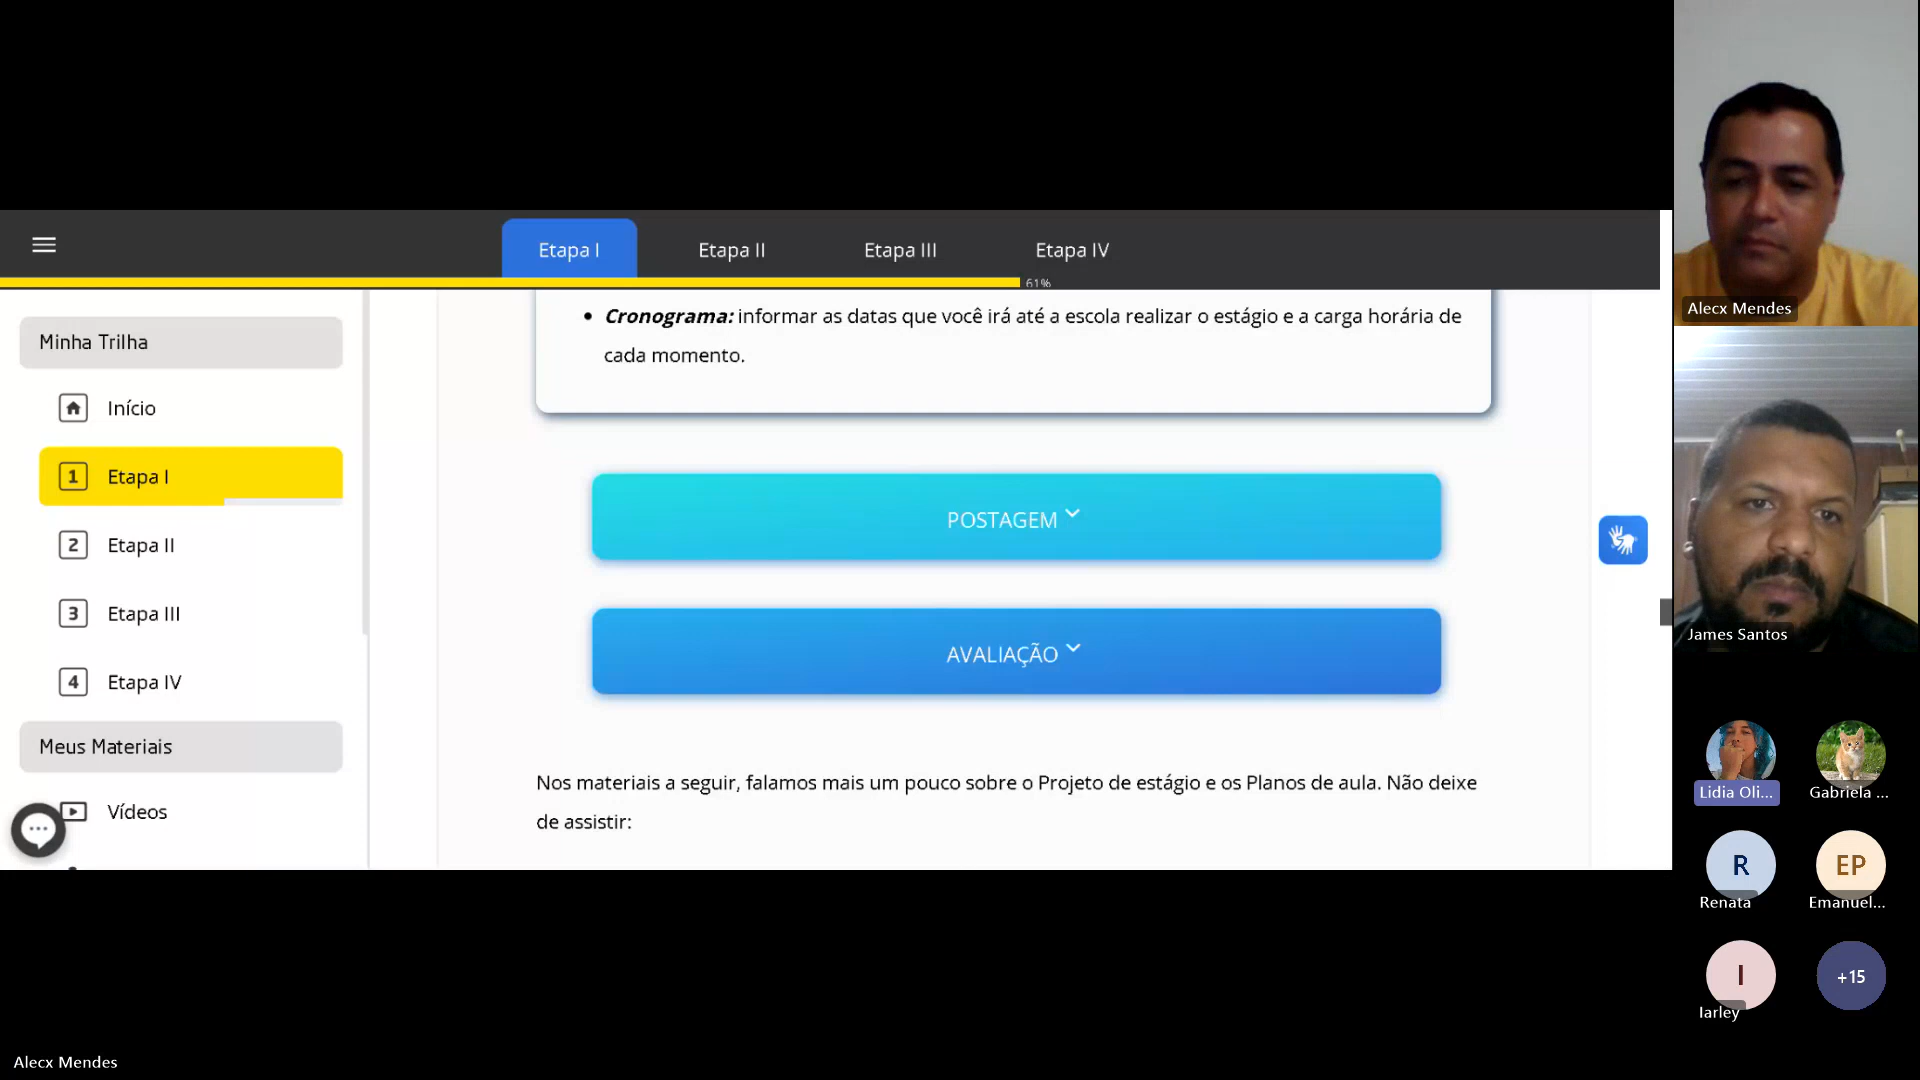 Etapa I
Etapa II
Etapa III
Etapa IV
61%
Minha Trilha
Início
1 Etapa I
2 Etapa II
3 Etapa III
4 Etapa IV
Meus Materiais
Vídeos
• Cronograma: informar as datas que você irá até a escola realizar o estágio e a carga horária de
cada momento.
POSTAGEM
AVALIAÇÃO
Nos materiais a seguir, falamos mais um pouco sobre o Projeto de estágio e os Planos de aula. Não deixe
de assistir:
Alecx Mendes
James Santos
Lidia Oli...
Gabriela ...
R
Renata
EP
Emanuel...
I
Iarley
+15
Alecx Mendes